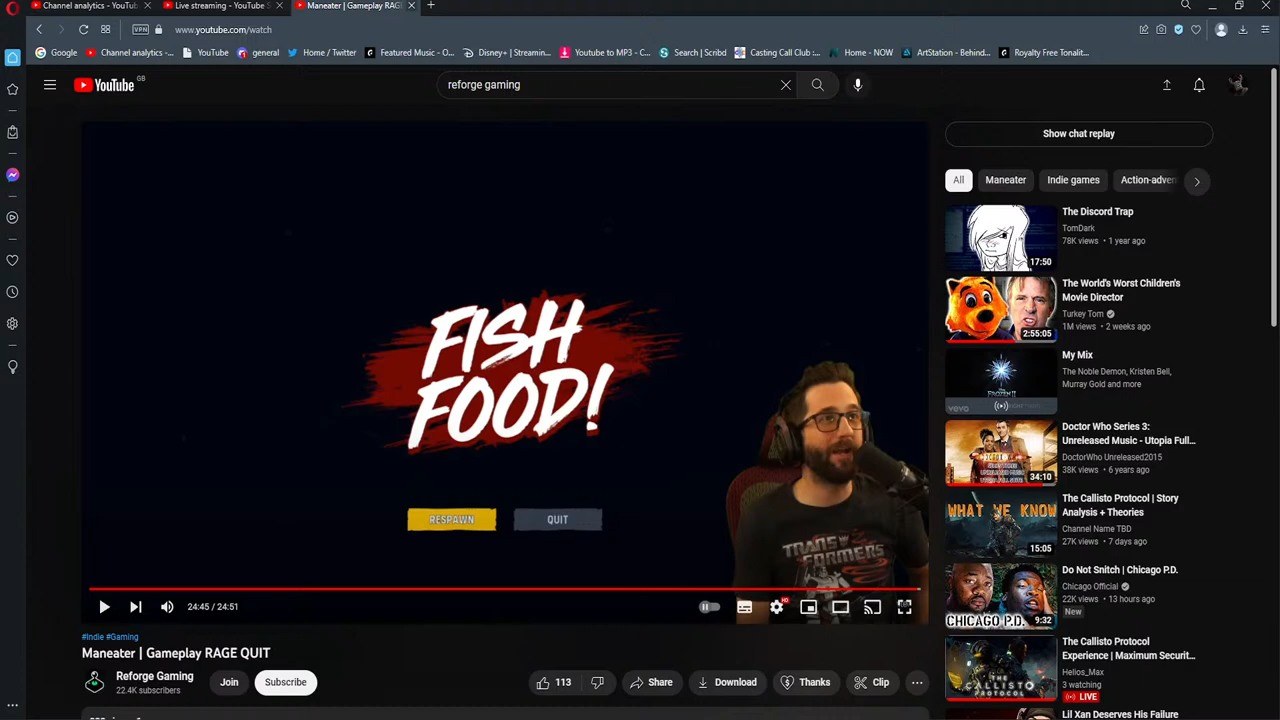 Channel analytics - YouTub
Live streaming - YouTube S
Maneater | Gameplay RAGE
VPN
www.youtube.com/watch
Google
Channel analytics -...
YouTube
general
Home / Twitter
Featured Music - O...
Disney+ | Streamin...
Youtube to MP3 - C...
Search | Scribd
Casting Call Club :...
Home - NOW
ArtStation - Behind...
Royalty Free Tonalit...
YouTube GB
reforge gaming
Show chat replay
All
Maneater
Indie games
Action-adven
FISH
FOOD!
RESPAWN
QUIT
TRANS
FORMERS
24:45 / 24:51
HD
#Indie #Gaming
Maneater | Gameplay RAGE QUIT
Reforge Gaming
22.4K subscribers
Join
Subscribe
113
Share
Download
Thanks
Clip
The Discord Trap
TomDark
78K views • 1 year ago
17:50
The World's Worst Children's
Movie Director
Turkey Tom
1M views • 2 weeks ago
2:55:05
My Mix
The Noble Demon, Kristen Bell,
Murray Gold and more
vevo
Doctor Who Series 3:
Unreleased Music - Utopia Full...
DoctorWho Unreleased2015
38K views • 6 years ago
34:10
The Callisto Protocol | Story
Analysis + Theories
Channel Name TBD
27K views • 7 days ago
WHAT WE KNOW
15:05
Do Not Snitch | Chicago P.D.
Chicago Official
22K views • 13 hours ago
New
CHICAGO P.D.
9:32
The Callisto Protocol
Experience | Maximum Securit...
Helios_Max
3 watching
LIVE
THE
CALLISTO
PROTOCOL
Lil Xan Deserves His Failure